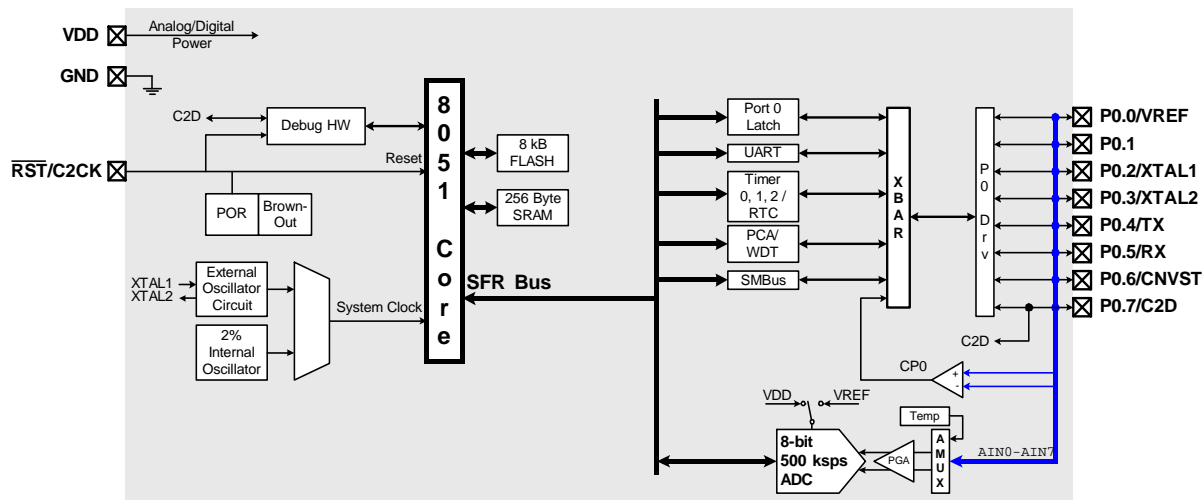 VDD
Analog/Digital
Power
GND
C2D
Debug HW
RST/C2CK
Reset
POR
Brown-
Out
XTAL1
XTAL2
External
Oscillator
Circuit
2%
Internal
Oscillator
System Clock
8
0
5
1
C
o
r
e
8 kB
FLASH
256 Byte
SRAM
SFR Bus
Port 0
Latch
UART
Timer
0, 1, 2 /
RTC
PCA/
WDT
SMBus
X
B
A
R
P
0
D
r
v
P0.0/VREF
P0.1
P0.2/XTAL1
P0.3/XTAL2
P0.4/TX
P0.5/RX
P0.6/CNVST
P0.7/C2D
C2D
CP0
+
-
VDD
VREF
8-bit
500 ksps
ADC
PGA
Temp
A
M
U
X
AIN0-AIN7